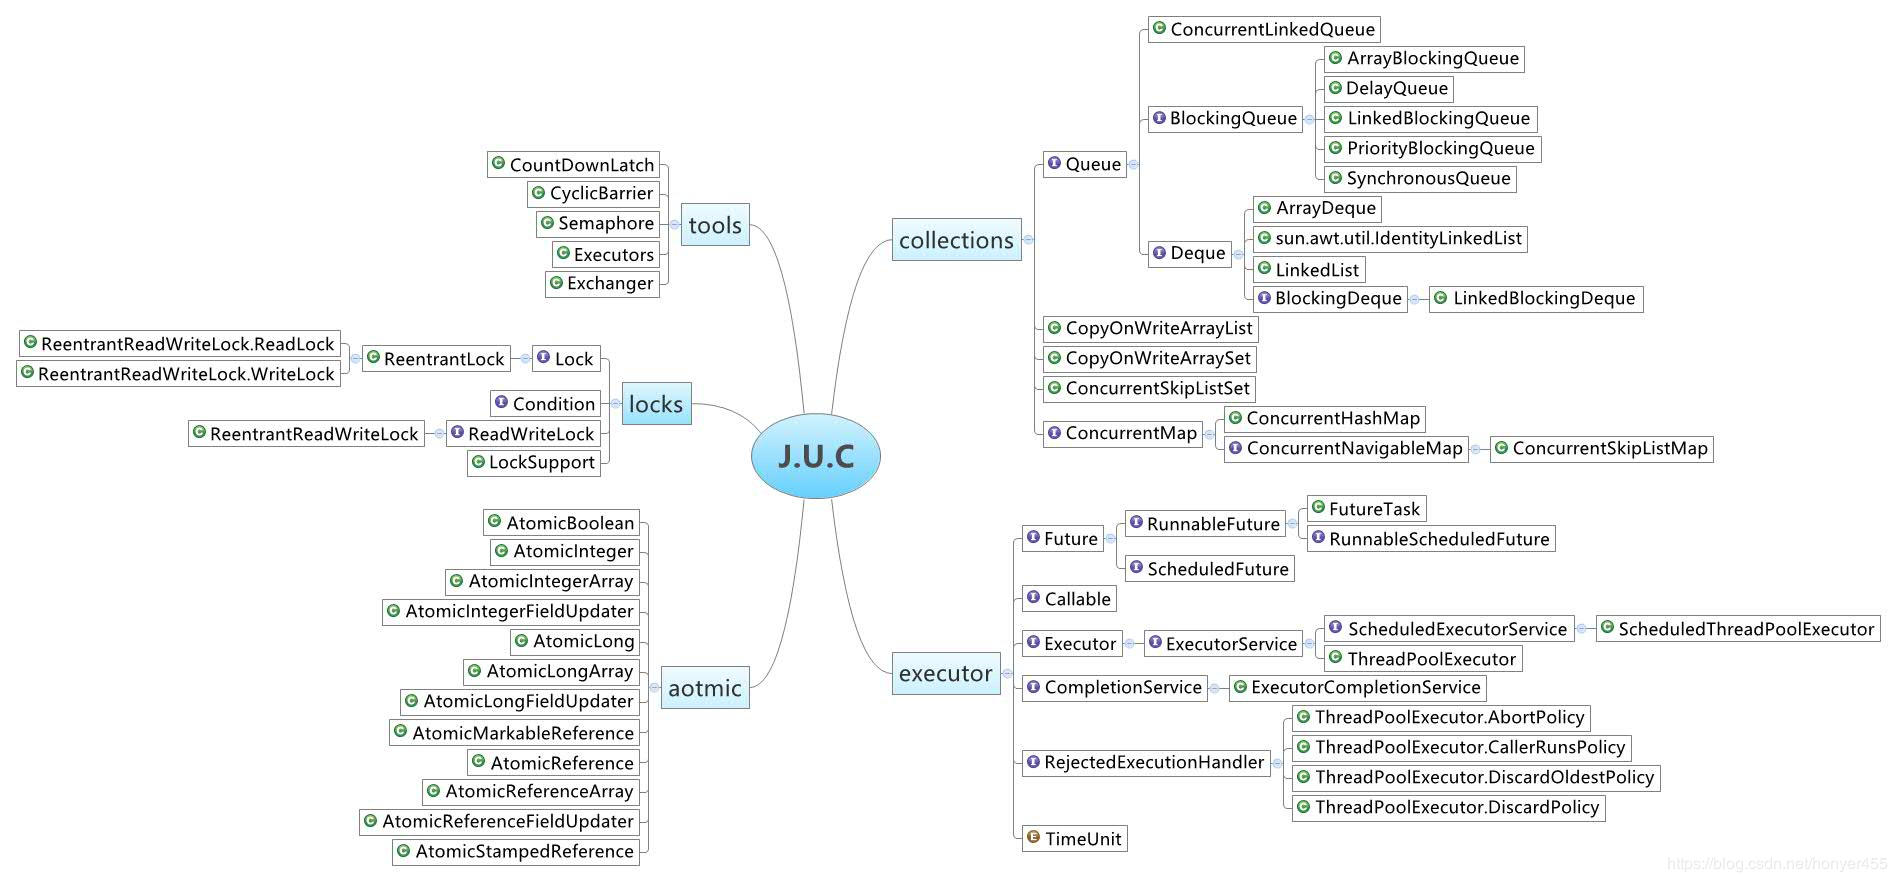 J.U.C
tools
CountDownLatch
CyclicBarrier
Semaphore
Executors
Exchanger
locks
Lock
ReentrantLock
ReentrantReadWriteLock.ReadLock
ReentrantReadWriteLock.WriteLock
Condition
ReadWriteLock
ReentrantReadWriteLock
LockSupport
aotmic
AtomicBoolean
AtomicInteger
AtomicIntegerArray
AtomicIntegerFieldUpdater
AtomicLong
AtomicLongArray
AtomicLongFieldUpdater
AtomicMarkableReference
AtomicReference
AtomicReferenceArray
AtomicReferenceFieldUpdater
AtomicStampedReference
collections
Queue
ConcurrentLinkedQueue
BlockingQueue
ArrayBlockingQueue
DelayQueue
LinkedBlockingQueue
PriorityBlockingQueue
SynchronousQueue
Deque
ArrayDeque
sun.awt.util.IdentityLinkedList
LinkedList
BlockingDeque
LinkedBlockingDeque
CopyOnWriteArrayList
CopyOnWriteArraySet
ConcurrentSkipListSet
ConcurrentMap
ConcurrentHashMap
ConcurrentNavigableMap
ConcurrentSkipListMap
executor
Future
RunnableFuture
FutureTask
RunnableScheduledFuture
ScheduledFuture
Callable
Executor
ExecutorService
ScheduledExecutorService
ScheduledThreadPoolExecutor
ThreadPoolExecutor
CompletionService
ExecutorCompletionService
RejectedExecutionHandler
ThreadPoolExecutor.AbortPolicy
ThreadPoolExecutor.CallerRunsPolicy
ThreadPoolExecutor.DiscardOldestPolicy
ThreadPoolExecutor.DiscardPolicy
TimeUnit
https://blog.csdn.net/honyer455